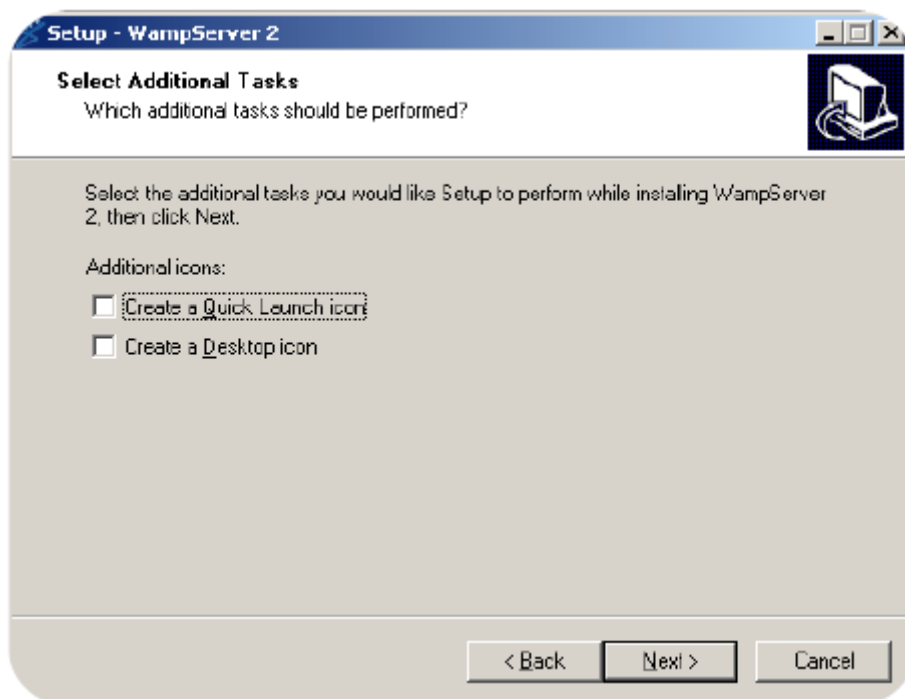 Setup - WampServer 2
Select Additional Tasks
Which additional tasks should be performed?
Select the additional tasks you would like Setup to perform while installing WampServer
2, then click Next.
Additional icons:
Create a Quick Launch icon
Create a Desktop icon
< Back Next > Cancel